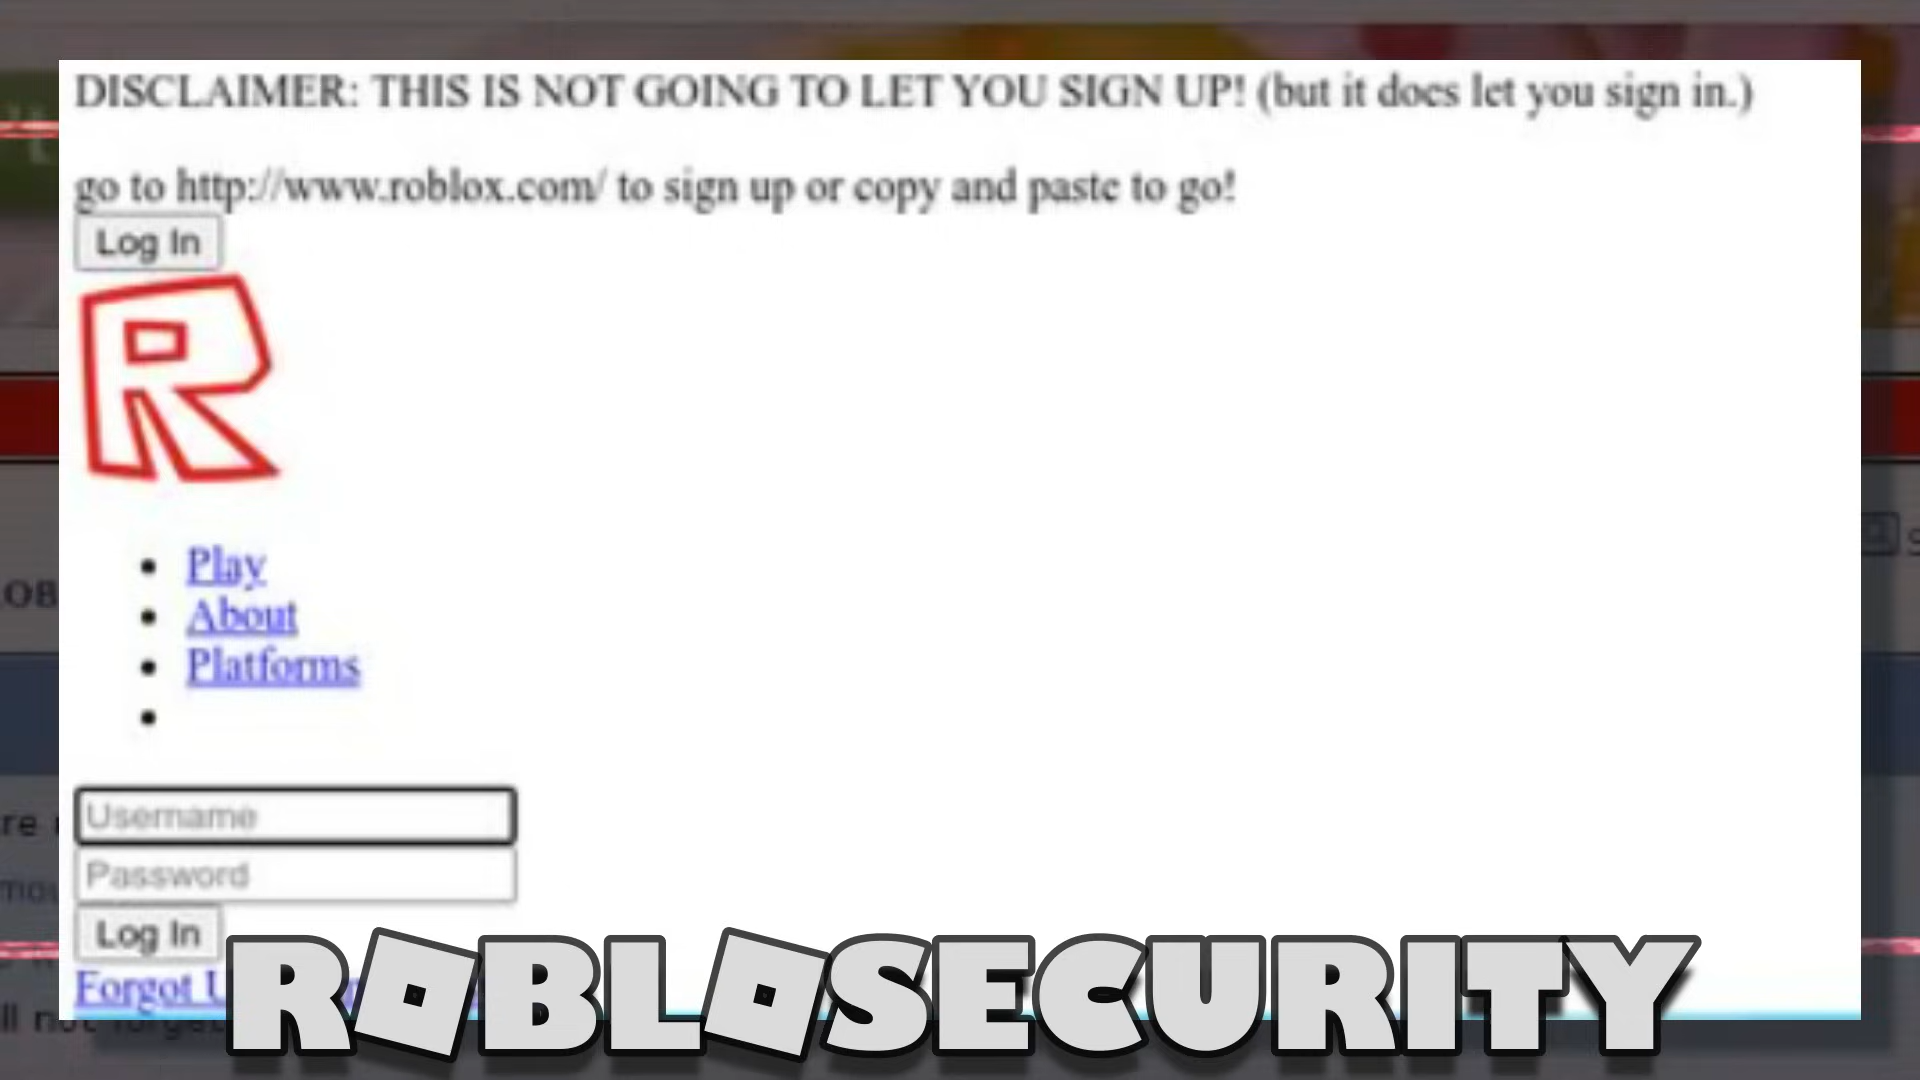 DISCLAIMER: THIS IS NOT GOING TO LET YOU SIGN UP! (but it does let you sign in.)
go to http://www.roblox.com/ to sign up or copy and paste to go!
Log In
R
Play
About
Platforms
Username
Password
Log In
Forgot
ROBLOSECURITY